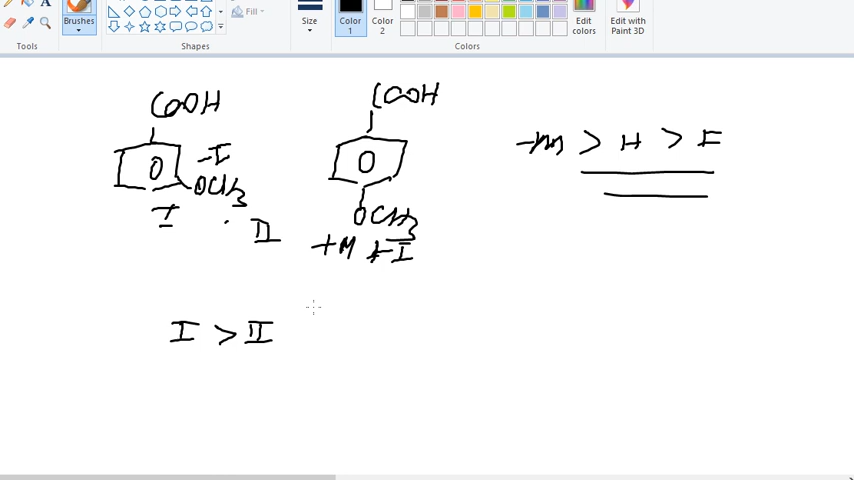 Brushes
Fill
Size
Color 1
Color 2
Edit colors
Edit with Paint 3D
Tools
Shapes
Colors
COOH
COOH
-M > H > I
-I
OCH3
I
II
OCH3
+M +I
I > II